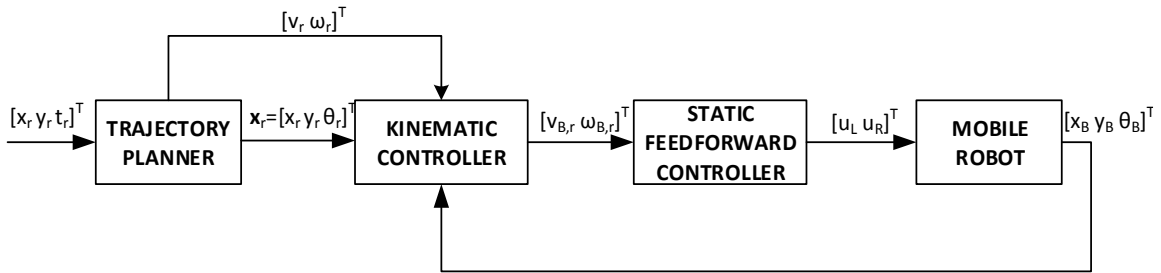 [v_r ω_r]^T
[x_r y_r t_r]^T
TRAJECTORY
PLANNER
x_r=[x_r y_r θ_r]^T
KINEMATIC
CONTROLLER
[v_B,r ω_B,r]^T
STATIC
FEEDFORWARD
CONTROLLER
[u_L u_R]^T
MOBILE
ROBOT
[x_B y_B θ_B]^T